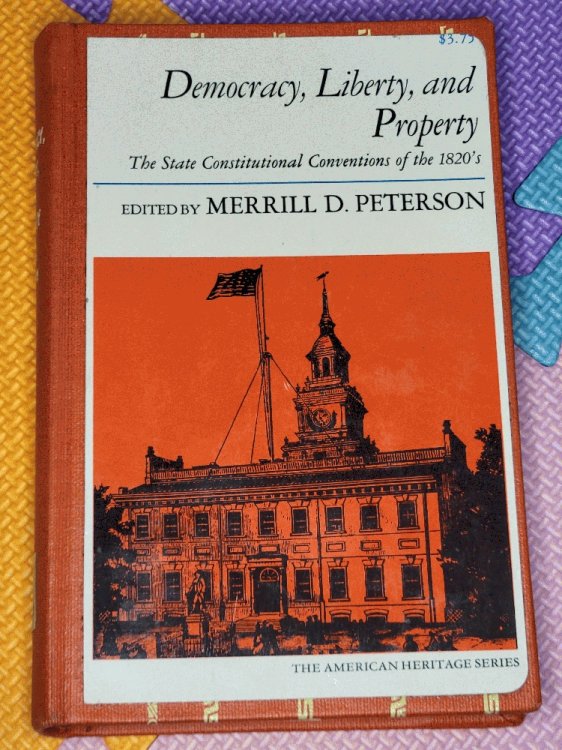 $3.75
Democracy, Liberty, and
Property
The State Constitutional Conventions of the 1820's
EDITED BY MERRILL D. PETERSON
THE AMERICAN HERITAGE SERIES